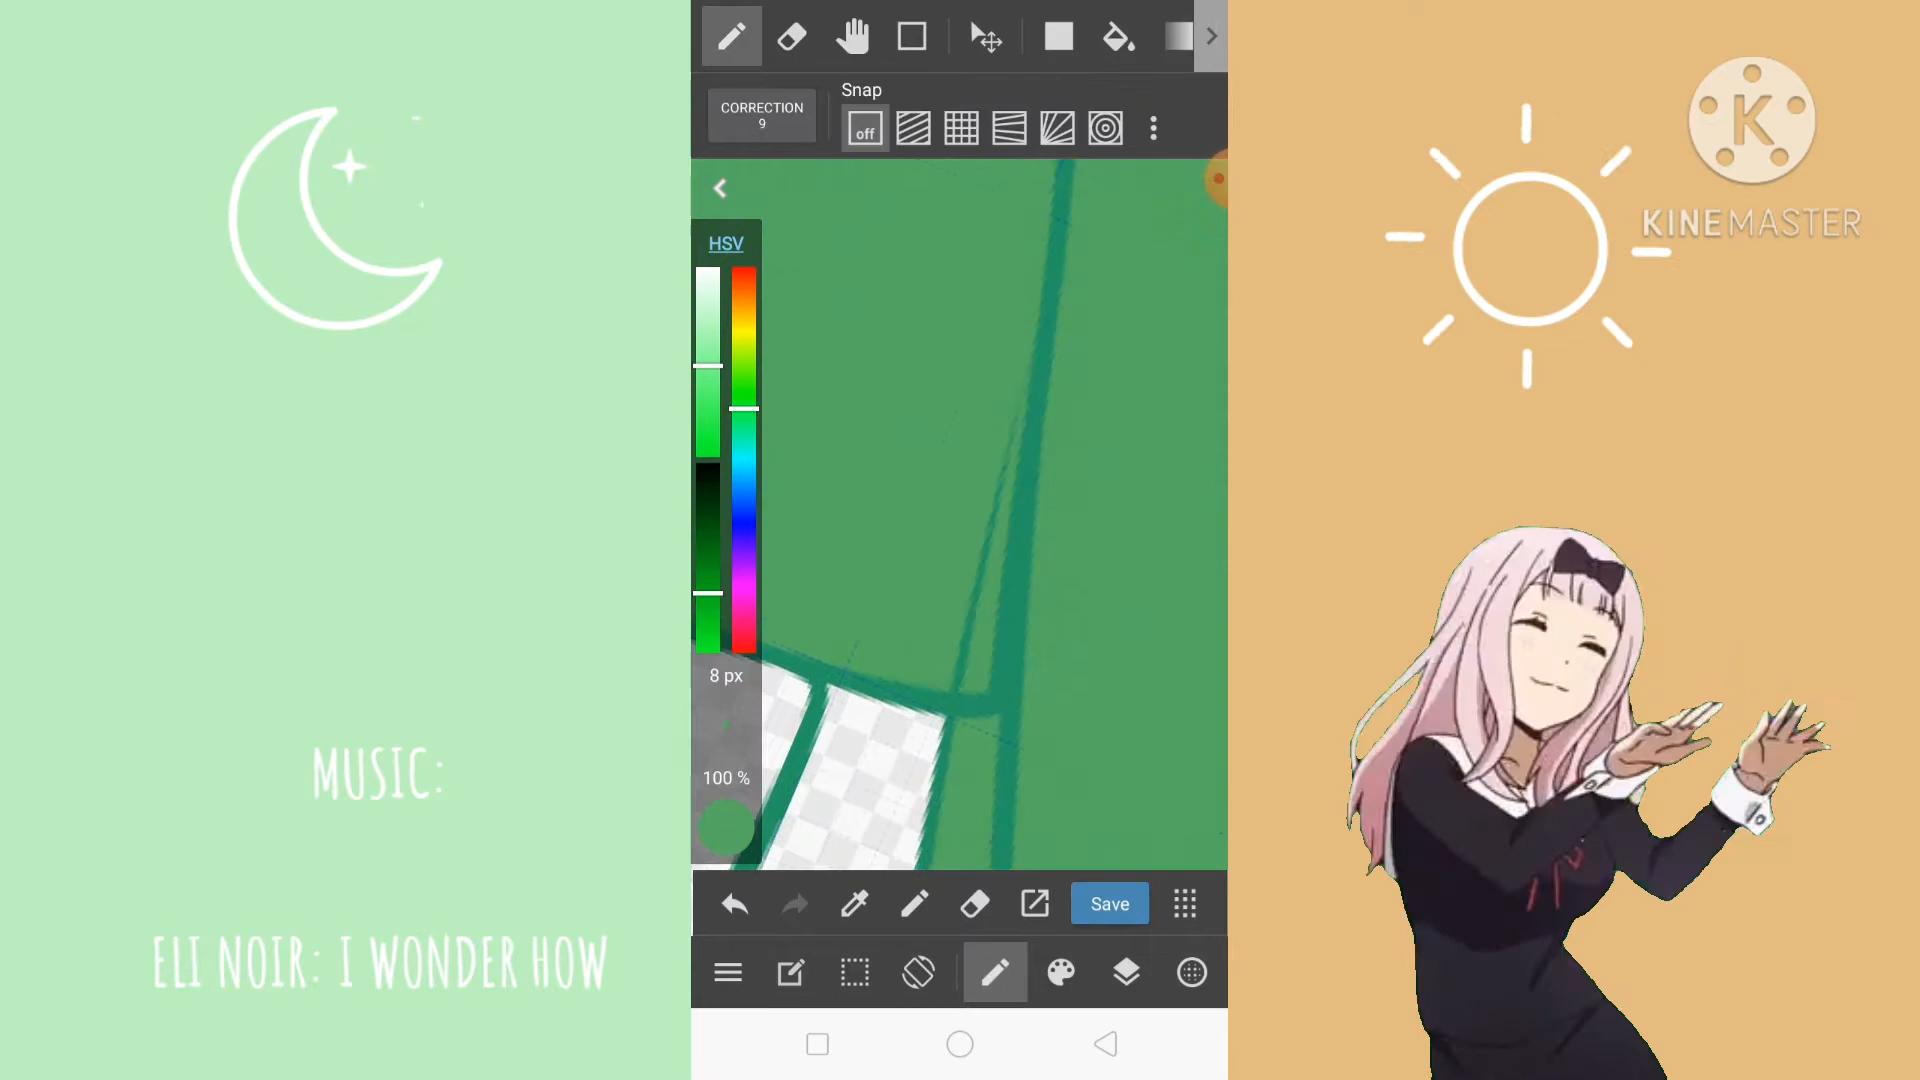 Snap
CORRECTION
9
off
HSV
8 px
100 %
Save
K
KINEMASTER
MUSIC:
ELI NOIR: I WONDER HOW